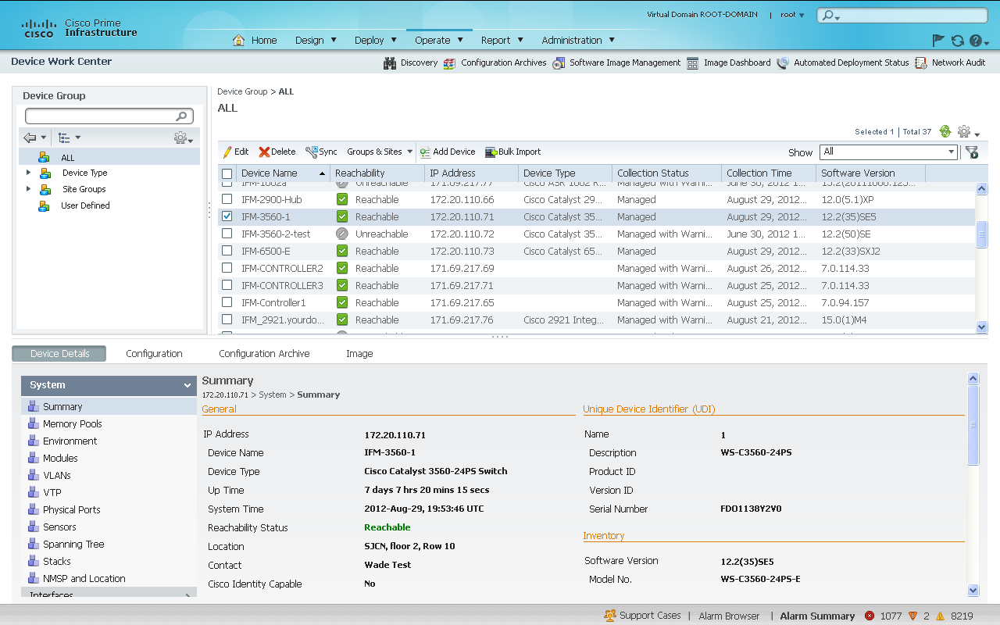 Virtual Domain ROOT-DOMAIN | root
cisco Cisco Prime
Infrastructure
Home Design Deploy Operate Report Administration
Device Work Center Discovery Configuration Archives Software Image Management Image Dashboard Automated Deployment Status Network Audit
Device Group
ALL
Device Type
Site Groups
User Defined
Device Group > ALL
ALL
Selected 1 | Total 37
Edit Delete Sync Groups & Sites Add Device Bulk Import Show All
Device Name Reachability IP Address Device Type Collection Status Collection Time Software Version
IFM-1002a Unreachable 171.69.217.77 Cisco ASR 1002 R... Managed with Warni... June 30, 2012 1...
IFM-2900-Hub Reachable 172.20.110.66 Cisco Catalyst 29... Managed August 29, 2012... 12.0(5.1)XP
IFM-3560-1 Reachable 172.20.110.71 Cisco Catalyst 35... Managed August 29, 2012... 12.2(35)SE5
IFM-3560-2-test Unreachable 172.20.110.72 Cisco Catalyst 35... Managed with Warni... June 30, 2012 1... 12.2(50)SE
IFM-6500-E Reachable 172.20.110.73 Cisco Catalyst 65... Managed August 29, 2012... 12.2(33)SXJ2
IFM-CONTROLLER2 Reachable 171.69.217.69 Managed with Warni... August 26, 2012... 7.0.114.33
IFM-CONTROLLER3 Reachable 171.69.217.71 Managed with Warni... August 25, 2012... 7.0.114.33
IFM-Controller1 Reachable 171.69.217.65 Managed with Warni... August 25, 2012... 7.0.94.157
IFM_2921.yourdo... Reachable 171.69.217.76 Cisco 2921 Integ... Managed with Warni... August 21, 2012... 15.0(1)M4
Device Details Configuration Configuration Archive Image
System
Summary
Memory Pools
Environment
Modules
VLANs
VTP
Physical Ports
Sensors
Spanning Tree
Stacks
NMSP and Location
Interfaces
Summary
172.20.110.71 > System > Summary
General
IP Address 172.20.110.71
Device Name IFM-3560-1
Device Type Cisco Catalyst 3560-24PS Switch
Up Time 7 days 7 hrs 20 mins 15 secs
System Time 2012-Aug-29, 19:53:46 UTC
Reachability Status Reachable
Location SJCN, floor 2, Row 10
Contact Wade Test
Cisco Identity Capable No
Unique Device Identifier (UDI)
Name 1
Description WS-C3560-24PS
Product ID
Version ID
Serial Number FDO1138Y2V0
Inventory
Software Version 12.2(35)SE5
Model No. WS-C3560-24PS-E
Support Cases | Alarm Browser | Alarm Summary 1077 2 8219